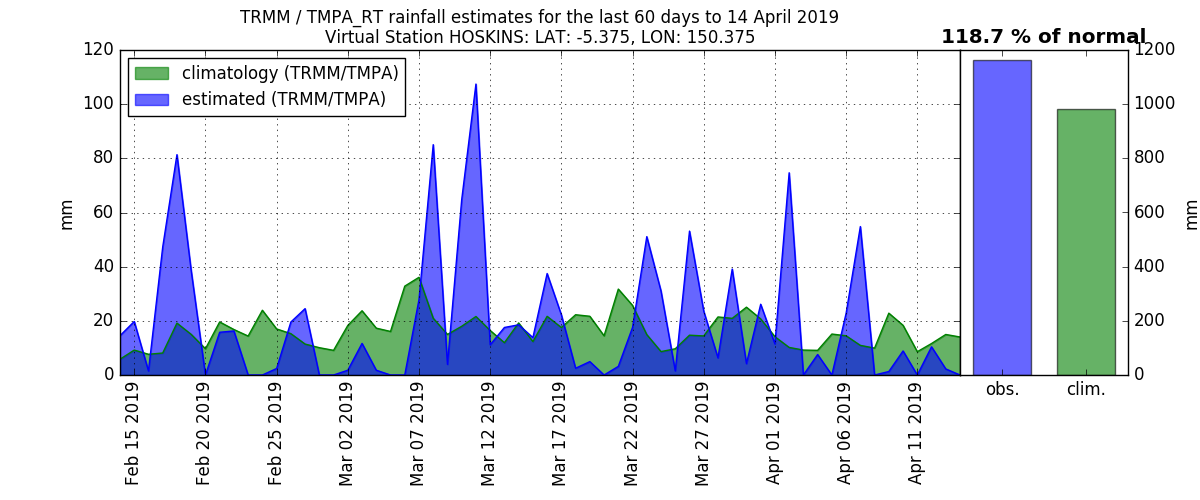 TRMM / TMPA_RT rainfall estimates for the last 60 days to 14 April 2019
Virtual Station HOSKINS: LAT: -5.375, LON: 150.375
118.7 % of normal
climatology (TRMM/TMPA)
estimated (TRMM/TMPA)
120
100
80
60
40
20
0
mm
1200
1000
800
600
400
200
0
mm
obs.
clim.
Feb 15 2019
Feb 20 2019
Feb 25 2019
Mar 02 2019
Mar 07 2019
Mar 12 2019
Mar 17 2019
Mar 22 2019
Mar 27 2019
Apr 01 2019
Apr 06 2019
Apr 11 2019